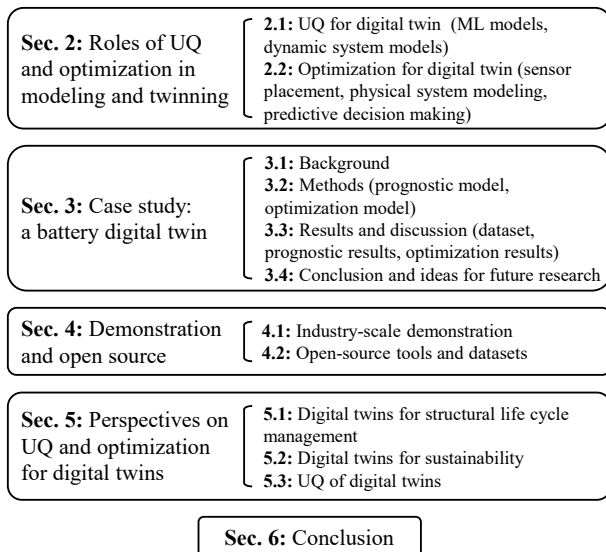 Sec. 2: Roles of UQ
and optimization in
modeling and twinning
2.1: UQ for digital twin (ML models,
dynamic system models)
2.2: Optimization for digital twin (sensor
placement, physical system modeling,
predictive decision making)
Sec. 3: Case study:
a battery digital twin
3.1: Background
3.2: Methods (prognostic model,
optimization model)
3.3: Results and discussion (dataset,
prognostic results, optimization results)
3.4: Conclusion and ideas for future research
Sec. 4: Demonstration
and open source
4.1: Industry-scale demonstration
4.2: Open-source tools and datasets
Sec. 5: Perspectives on
UQ and optimization
for digital twins
5.1: Digital twins for structural life cycle
management
5.2: Digital twins for sustainability
5.3: UQ of digital twins
Sec. 6: Conclusion